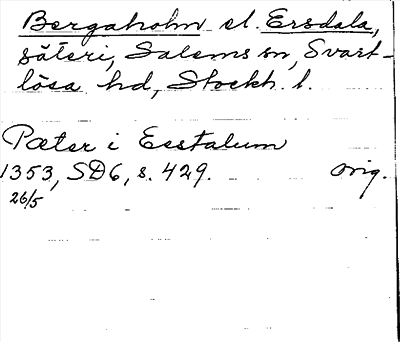 Bergaholm el. Ersdala,
säteri, Salems sn, Svart-
lösa hd, Stockh. l.
Pæter i Esstalum
1353, SD6, s. 429. orig.
26/5